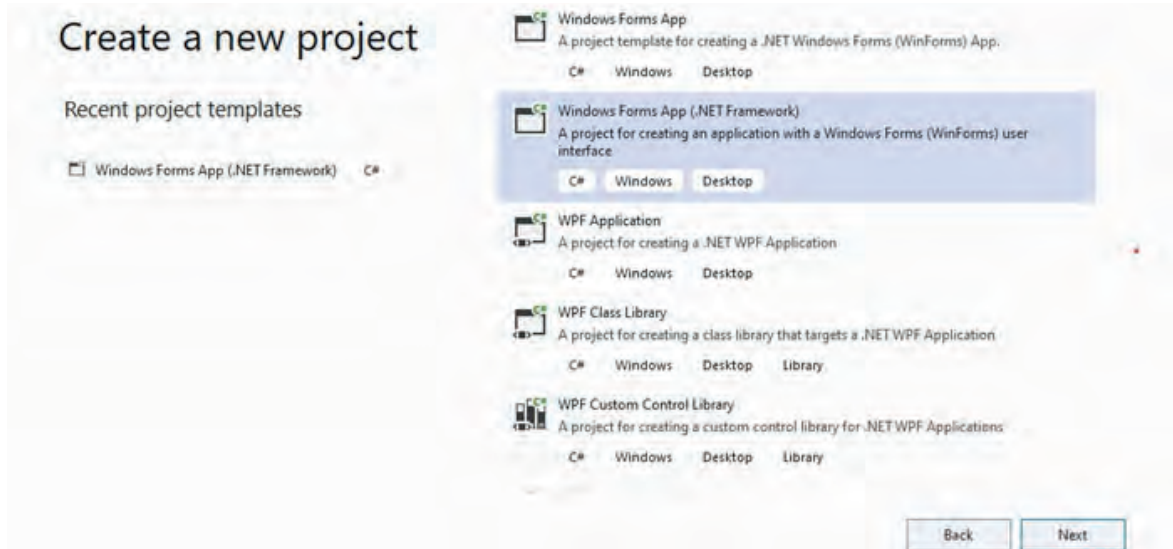 Create a new project
Recent project templates
Windows Forms App (.NET Framework) C#
C#
Windows Forms App
A project template for creating a .NET Windows Forms (WinForms) App.
C# Windows Desktop
C#
Windows Forms App (.NET Framework)
A project for creating an application with a Windows Forms (WinForms) user
interface
C# Windows Desktop
C#
WPF Application
A project for creating a .NET WPF Application
C# Windows Desktop
C#
WPF Class Library
A project for creating a class library that targets a .NET WPF Application
C# Windows Desktop Library
C#
WPF Custom Control Library
A project for creating a custom control library for .NET WPF Applications
C# Windows Desktop Library
Back Next